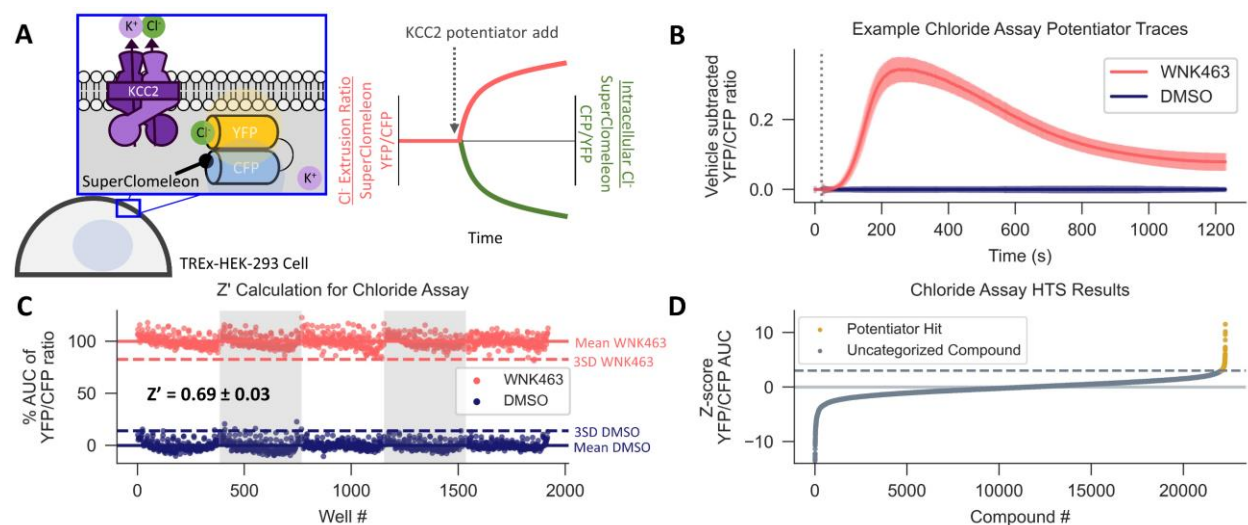 A
K⁺ Cl⁻
KCC2
Cl⁻
YFP
CFP
SuperClomeleon
K⁺
TREx-HEK-293 Cell
KCC2 potentiator add
Cl⁻ Extrusion Ratio
SuperClomeleon
YFP/CFP
Intracellular Cl⁻
SuperClomeleon
CFP/YFP
Time
B
Example Chloride Assay Potentiator Traces
Vehicle subtracted
YFP/CFP ratio
0.2
0.0
WNK463
DMSO
0 200 400 600 800 1000 1200
Time (s)
C
Z' Calculation for Chloride Assay
% AUC of
YFP/CFP ratio
100
50
0
Mean WNK463
3SD WNK463
Z’ = 0.69 ± 0.03
WNK463
DMSO
3SD DMSO
Mean DMSO
0 500 1000 1500 2000
Well #
D
Chloride Assay HTS Results
Z-score
YFP/CFP AUC
10
0
−10
Potentiator Hit
Uncategorized Compound
0 5000 10000 15000 20000
Compound #